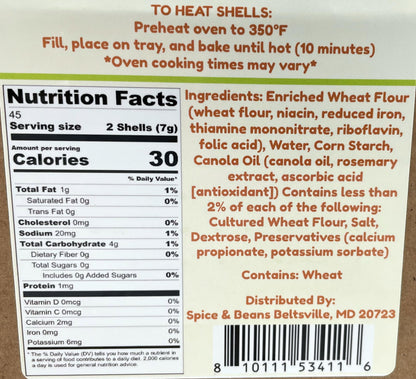 TO HEAT SHELLS:
Preheat oven to 350°F
Fill, place on tray, and bake until hot (10 minutes)
*Oven cooking times may vary*
Nutrition Facts
45
Serving size 2 Shells (7g)
Amount per serving
Calories 30
% Daily Value*
Total Fat 1g 1%
Saturated Fat 0g 0%
Trans Fat 0g
Cholesterol 0mg 0%
Sodium 20mg 1%
Total Carbohydrate 4g 1%
Dietary Fiber 0g 0%
Total Sugars 0g
Includes 0g Added Sugars 0%
Protein 1mg
Vitamin D 0mcg 0%
Vitamin C 0mcg 0%
Calcium 2mg 0%
Iron 0mg 0%
Potassium 6mg 0%
* The % Daily Value (DV) tells you how much a nutrient in
a serving of food contributes to a daily diet. 2,000 calories
a day is used for general nutrition advice.
Ingredients: Enriched Wheat Flour
(wheat flour, niacin, reduced iron,
thiamine mononitrate, riboflavin,
folic acid), Water, Corn Starch,
Canola Oil (canola oil, rosemary
extract, ascorbic acid
[antioxidant]) Contains less than
2% of each of the following:
Cultured Wheat Flour, Salt,
Dextrose, Preservatives (calcium
propionate, potassium sorbate)
Contains: Wheat
Distributed By:
Spice & Beans Beltsville, MD 20723
8 10111 53411 6